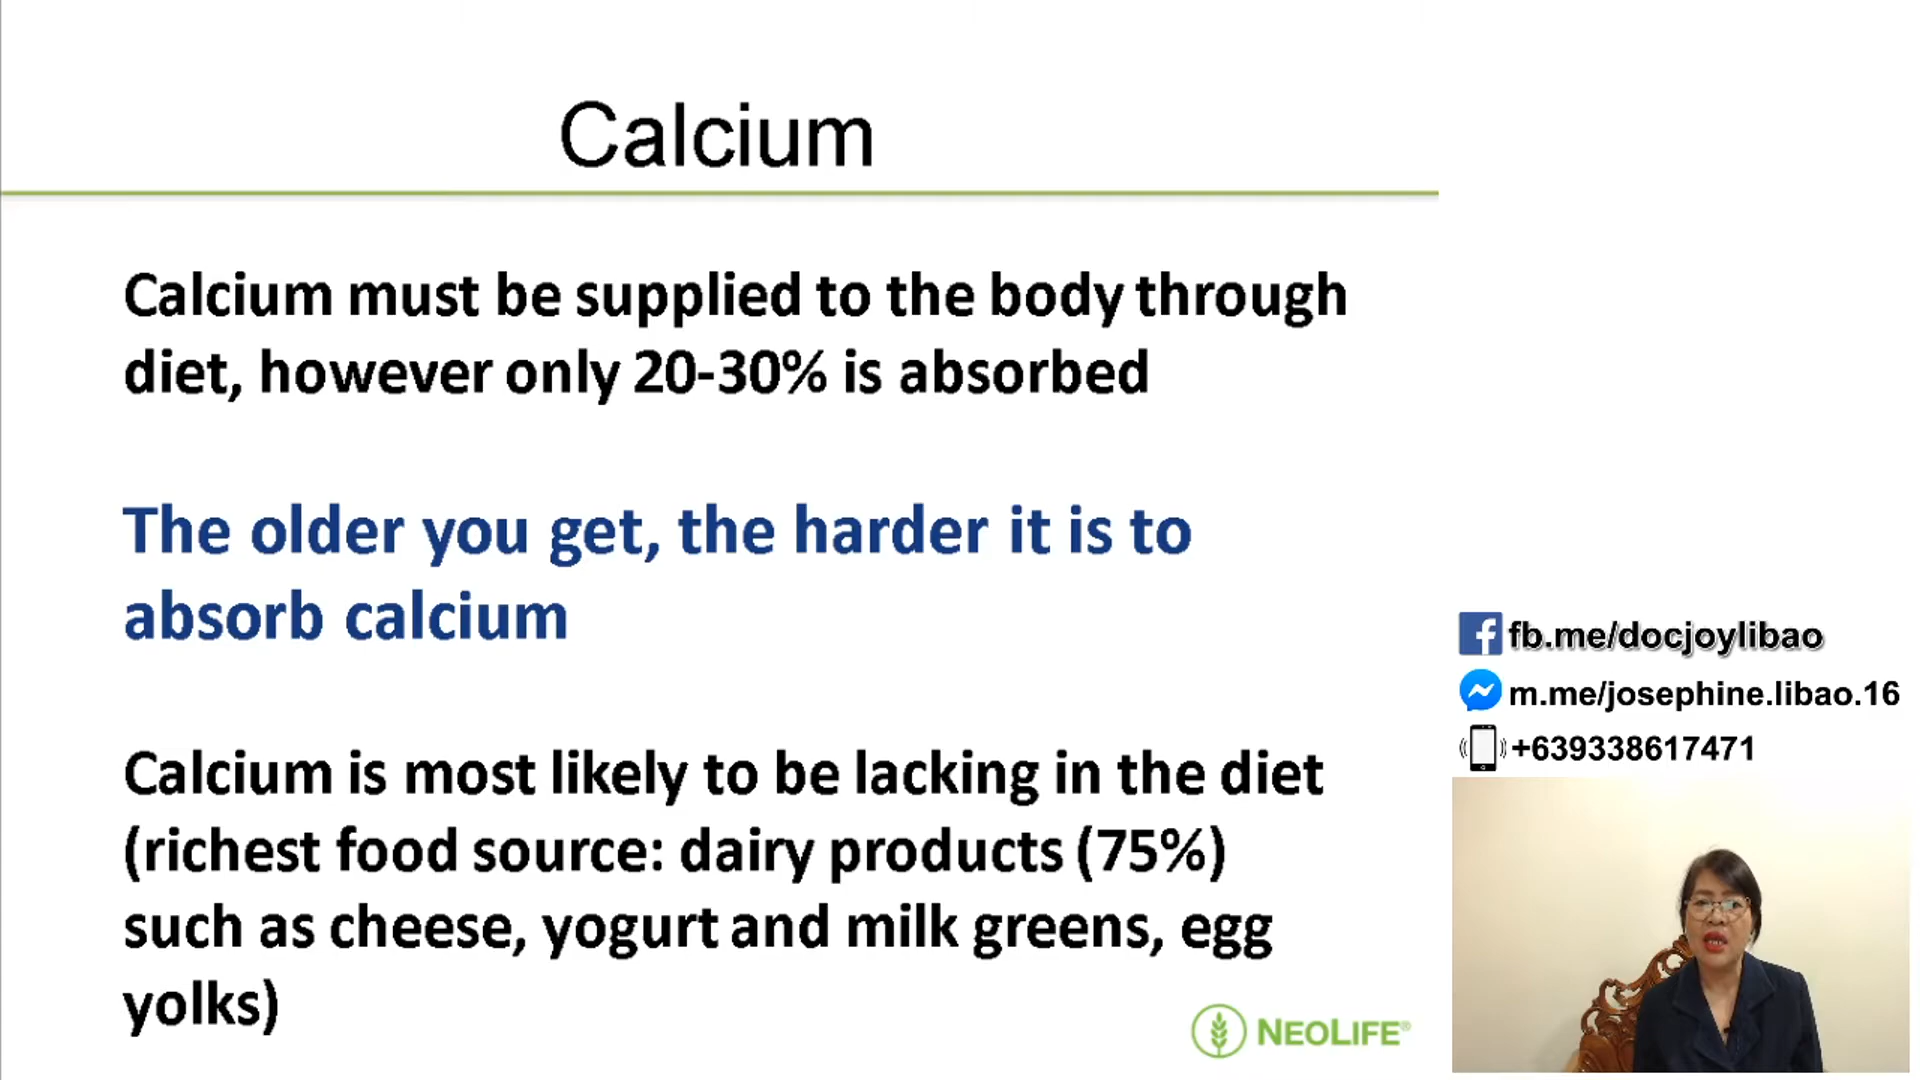 Calcium
Calcium must be supplied to the body through
diet, however only 20-30% is absorbed
The older you get, the harder it is to
absorb calcium
Calcium is most likely to be lacking in the diet
(richest food source: dairy products (75%)
such as cheese, yogurt and milk greens, egg
yolks)
NEOLIFE®
fb.me/docjoylibao
m.me/josephine.libao.16
+639338617471